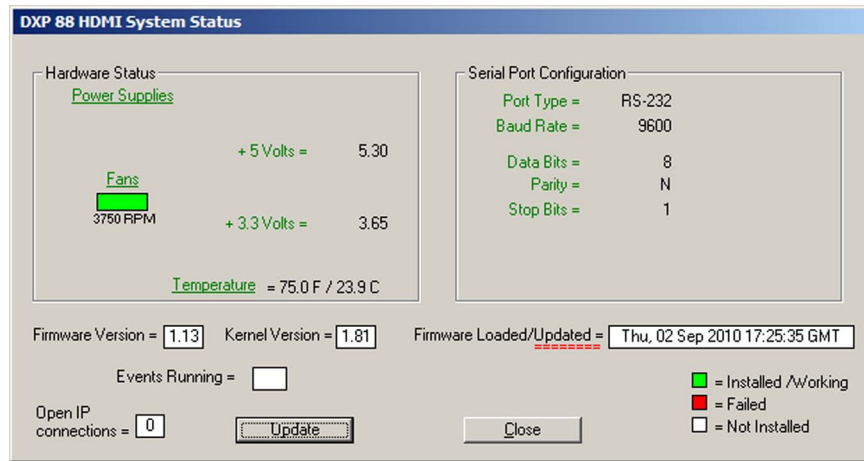 DXP 88 HDMI System Status
Hardware Status
Power Supplies
+ 5 Volts = 5.30
Fans
3750 RPM
+ 3.3 Volts = 3.65
Temperature = 75.0 F / 23.9 C
Serial Port Configuration
Port Type = RS-232
Baud Rate = 9600
Data Bits = 8
Parity = N
Stop Bits = 1
Firmware Version = 1.13 Kernel Version = 1.81 Firmware Loaded/Updated = Thu, 02 Sep 2010 17:25:35 GMT
Events Running =
Open IP
connections = 0
Update
Close
= Installed /Working
= Failed
= Not Installed